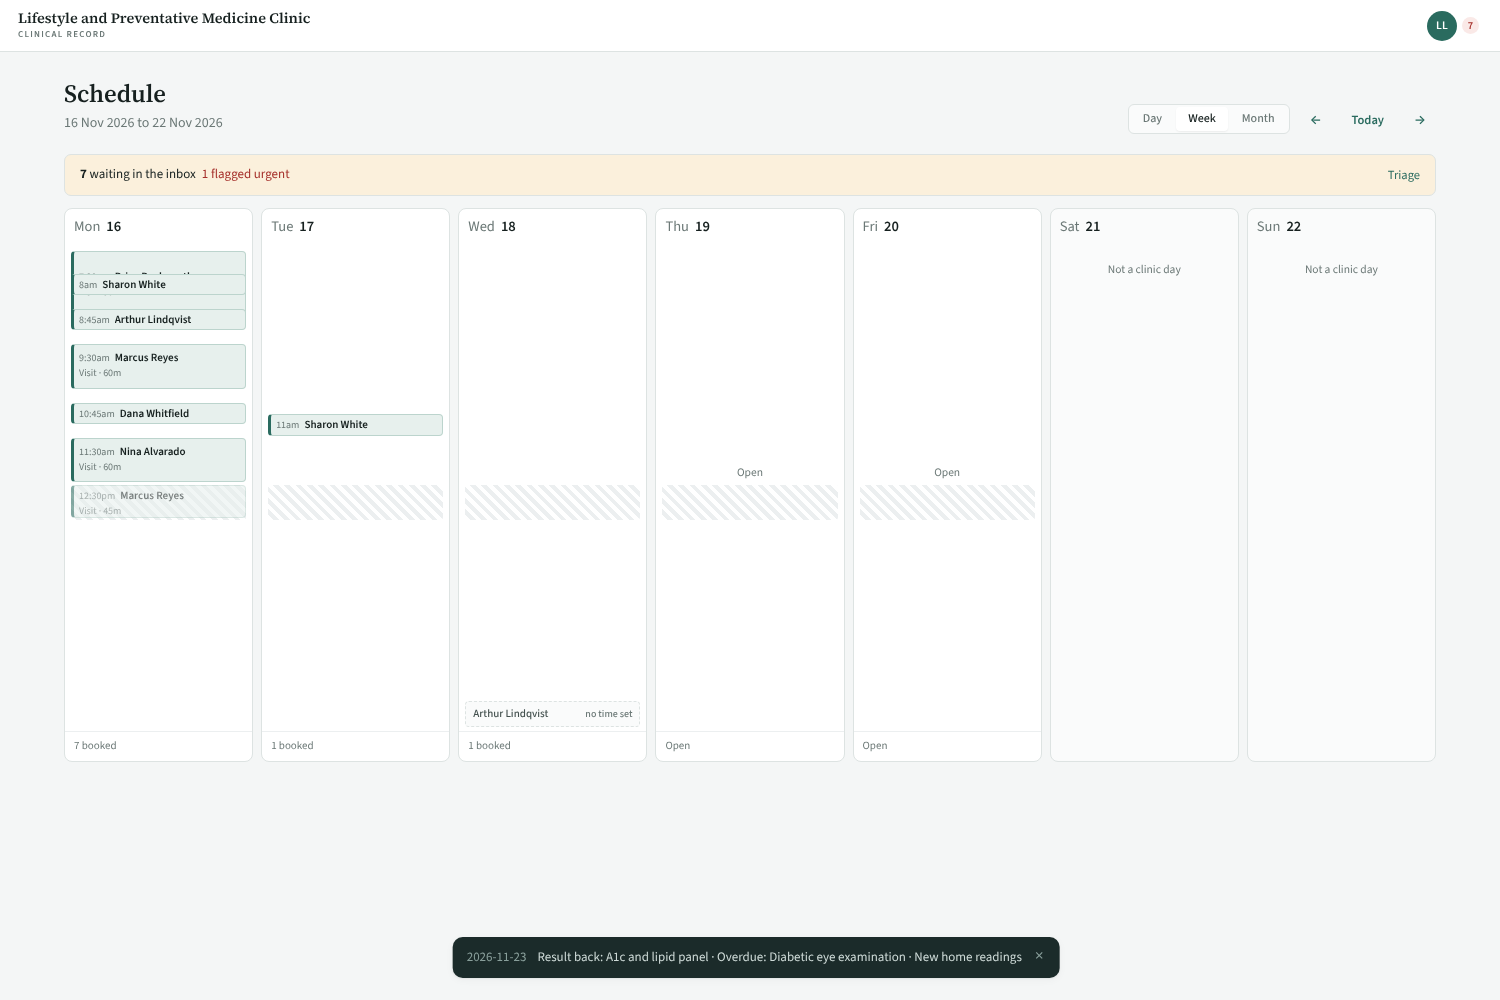 Lifestyle and Preventative Medicine Clinic
CLINICAL RECORD
LL
7
Schedule
16 Nov 2026 to 22 Nov 2026
Day
Week
Month
←
Today
→
7 waiting in the inbox 1 flagged urgent
Triage
Mon 16
8am Sharon White
8:45am Arthur Lindqvist
9:30am Marcus Reyes
Visit · 60m
10:45am Dana Whitfield
11:30am Nina Alvarado
Visit · 60m
12:30pm Marcus Reyes
Visit · 45m
7 booked
Tue 17
11am Sharon White
1 booked
Wed 18
Arthur Lindqvist no time set
1 booked
Thu 19
Open
Open
Fri 20
Open
Open
Sat 21
Not a clinic day
Sun 22
Not a clinic day
2026-11-23 Result back: A1c and lipid panel · Overdue: Diabetic eye examination · New home readings ×